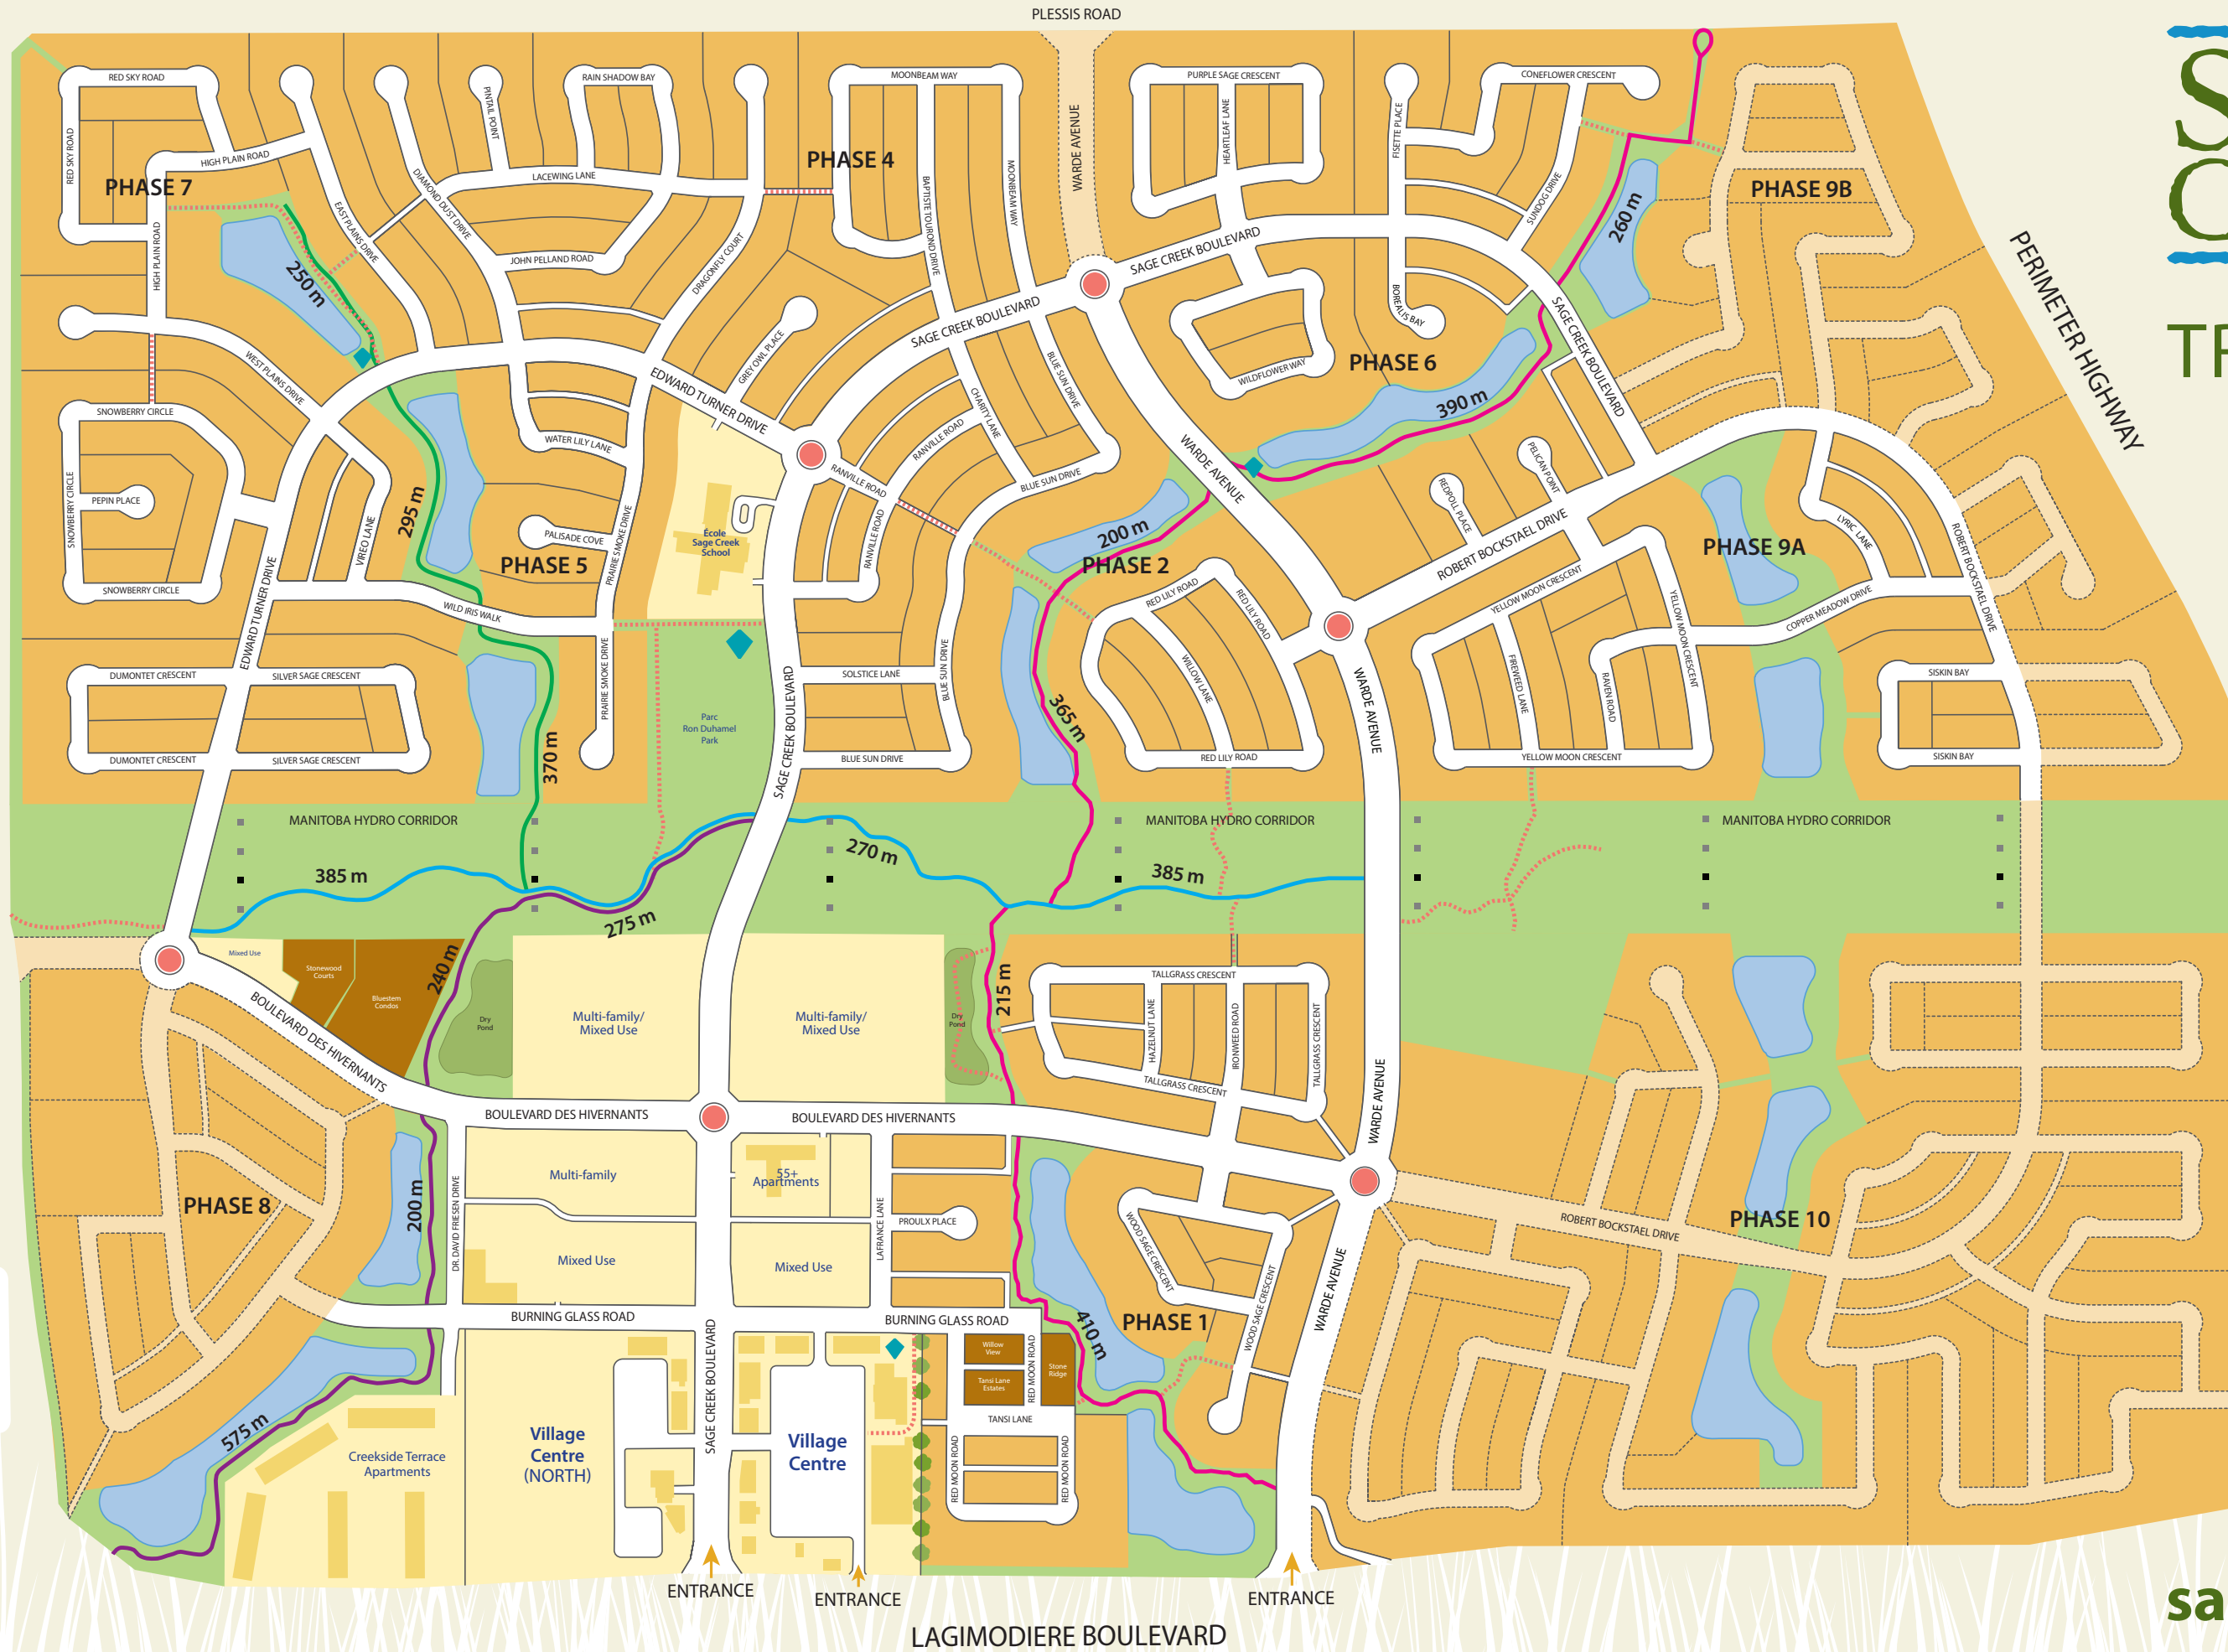 PLESSIS ROAD
S
C
TR
PERIMETER HIGHWAY
RED SKY ROAD
RED SKY ROAD
HIGH PLAIN ROAD
PHASE 7
HIGH PLAIN ROAD
250 m
EAST PLAINS DRIVE
DIAMOND DUST DRIVE
PINTAIL POINT
RAIN SHADOW BAY
LACEWING LANE
JOHN PELLAND ROAD
DRAGONFLY COURT
PHASE 4
MOONBEAM WAY
BAPTISTE TOUROND DRIVE
MOONBEAM WAY
WARDE AVENUE
PURPLE SAGE CRESCENT
HEARTLEAF LANE
FISETTE PLACE
CONEFLOWER CRESCENT
SUNDOG DRIVE
260 m
PHASE 9B
SAGE CREEK BOULEVARD
SAGE CREEK BOULEVARD
SAGE CREEK BOULEVARD
BOREALIS BAY
WILDFLOWER WAY
PHASE 6
390 m
WEST PLAINS DRIVE
EDWARD TURNER DRIVE
GREY OWL PLACE
BLUE SUN DRIVE
CHARITY LANE
RANVILLE ROAD
RANVILLE ROAD
RANVILLE ROAD
BLUE SUN DRIVE
WARDE AVENUE
SNOWBERRY CIRCLE
SNOWBERRY CIRCLE
PEPIN PLACE
SNOWBERRY CIRCLE
VIREO LANE
295 m
WATER LILY LANE
PALISADE COVE
PHASE 5
PRAIRIE SMOKE DRIVE
École
Sage Creek
School
200 m
PHASE 2
REDPOLL PLACE
PELICAN POINT
ROBERT BOCKSTAEL DRIVE
PHASE 9A
LYRIC LANE
ROBERT BOCKSTAEL DRIVE
COPPER MEADOW DRIVE
EDWARD TURNER DRIVE
WILD IRIS WALK
PRAIRIE SMOKE DRIVE
DUMONTET CRESCENT
SILVER SAGE CRESCENT
DUMONTET CRESCENT
SILVER SAGE CRESCENT
370 m
Parc
Ron Duhamel
Park
SAGE CREEK BOULEVARD
SOLSTICE LANE
BLUE SUN DRIVE
BLUE SUN DRIVE
365 m
RED LILY ROAD
RED LILY ROAD
WILLOW LANE
RED LILY ROAD
WARDE AVENUE
YELLOW MOON CRESCENT
YELLOW MOON CRESCENT
FIREWEED LANE
RAVEN ROAD
YELLOW MOON CRESCENT
SISKIN BAY
SISKIN BAY
MANITOBA HYDRO CORRIDOR
MANITOBA HYDRO CORRIDOR
MANITOBA HYDRO CORRIDOR
385 m
275 m
270 m
385 m
Mixed Use
Stonewood
Courts
Bluestem
Condos
240 m
Dry
Pond
Multi-family/
Mixed Use
Multi-family/
Mixed Use
Dry
Pond
215 m
TALLGRASS CRESCENT
HAZELNUT LANE
IRONWEED ROAD
TALLGRASS CRESCENT
TALLGRASS CRESCENT
WARDE AVENUE
BOULEVARD DES HIVERNANTS
BOULEVARD DES HIVERNANTS
BOULEVARD DES HIVERNANTS
PHASE 8
200 m
DR. DAVID FRIESEN DRIVE
Multi-family
55+
Apartments
Mixed Use
Mixed Use
LAFRANCE LANE
PROULX PLACE
WOOD SAGE CRESCENT
WOOD SAGE CRESCENT
WARDE AVENUE
ROBERT BOCKSTAEL DRIVE
PHASE 10
BURNING GLASS ROAD
BURNING GLASS ROAD
410 m
PHASE 1
575 m
Creekside Terrace
Apartments
Village
Centre
(NORTH)
SAGE CREEK BOULEVARD
Village
Centre
Willow
View
Tansi Lane
Estates
RED MOON ROAD
Stone
Ridge
TANSI LANE
RED MOON ROAD
RED MOON ROAD
ENTRANCE
ENTRANCE
ENTRANCE
LAGIMODIERE BOULEVARD
sa